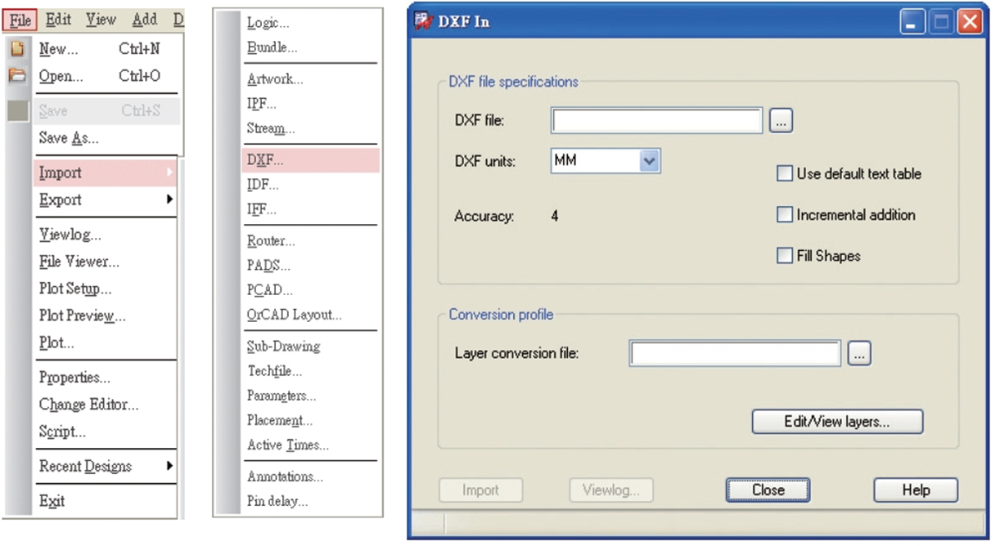 File Edit View Add D
New... Ctrl+N
Open... Ctrl+O
Save Ctrl+S
Save As...
Import
Export
Viewlog...
File Viewer...
Plot Setup...
Plot Preview...
Plot...
Properties...
Change Editor...
Script...
Recent Designs
Exit
Logic...
Bundle...
Artwork...
IPF...
Stream...
DXF...
IDF...
IFF...
Router...
PADS...
PCAD...
OrCAD Layout...
Sub-Drawing
Techfile...
Parameters...
Placement...
Active Times...
Annotations...
Pin delay...
DXF In
DXF file specifications
DXF file:
...
DXF units: MM
Use default text table
Accuracy: 4
Incremental addition
Fill Shapes
Conversion profile
Layer conversion file:
...
Edit/View layers...
Import Viewlog... Close Help